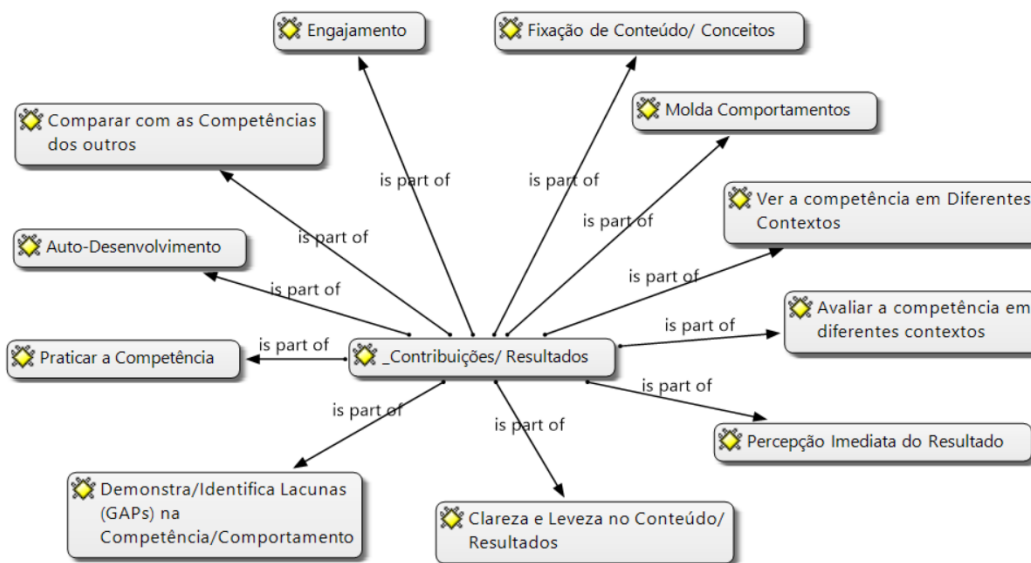 Engajamento
Fixação de Conteúdo/ Conceitos
Molda Comportamentos
Comparar com as Competências
dos outros
is part of
is part of
is part of
Ver a competência em Diferentes
Contextos
is part of
Auto-Desenvolvimento
is part of
is part of
Avaliar a competência em
diferentes contextos
is part of
Praticar a Competência
is part of
_Contribuições/ Resultados
is part of
is part of
is part of
Percepção Imediata do Resultado
Demonstra/Identifica Lacunas
(GAPs) na
Competência/Comportamento
Clareza e Leveza no Conteúdo/
Resultados